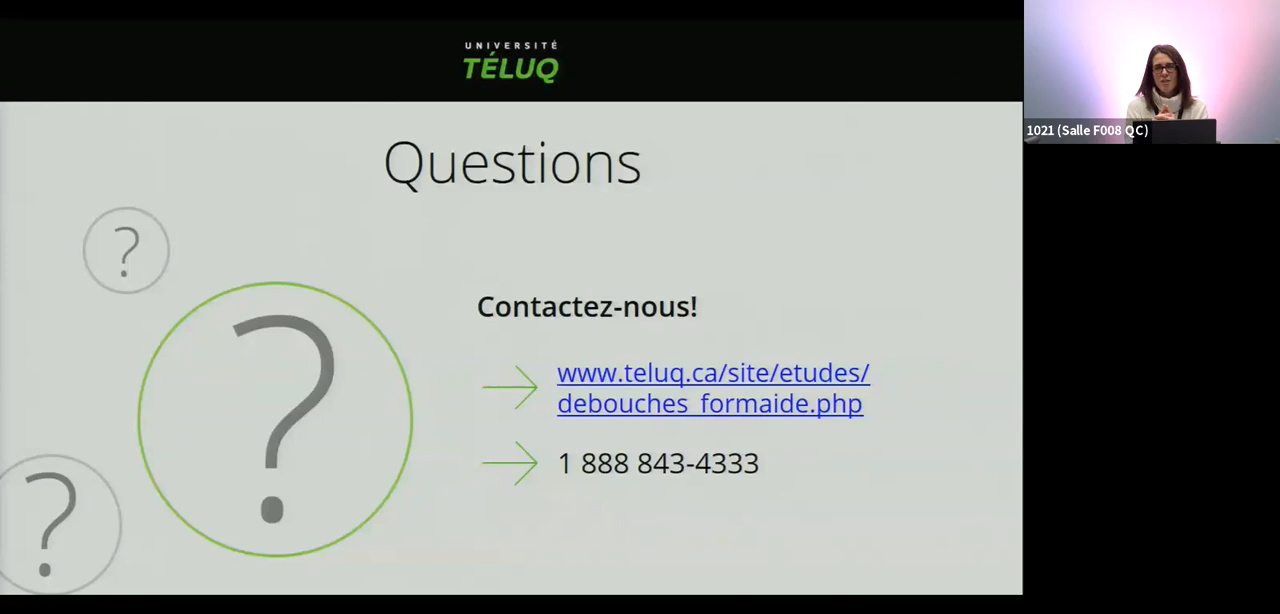 UNIVERSITÉ
TÉLUQ
1021 (Salle F008 QC)
Questions
?
?
?
Contactez-nous!
www.teluq.ca/site/etudes/
debouches_formaide.php
1 888 843-4333